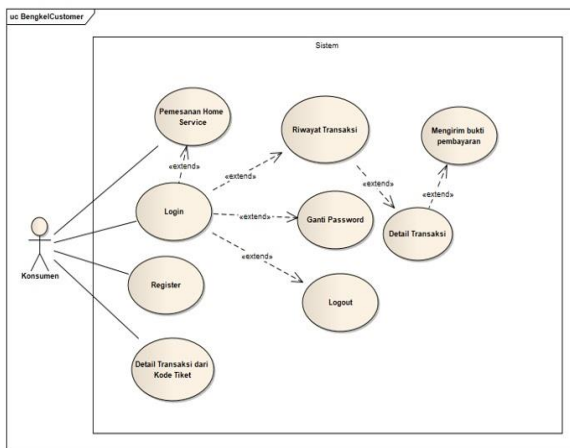 uc BengkelCustomer
Sistem
Pemesanan Home
Service
Riwayat Transaksi
Mengirim bukti
pembayaran
«extend»
«extend»
«extend»
«extend»
Login
«extend»
Ganti Password
Detail Transaksi
Konsumen
«extend»
Register
Logout
Detail Transaksi dari
Kode Tiket